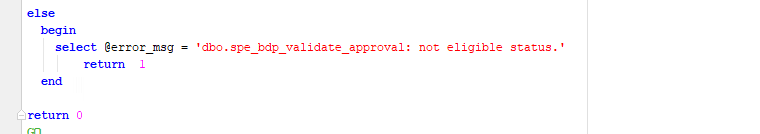 else
begin
select @error_msg = 'dbo.spe_bdp_validate_approval: not eligible status.'
return 1
end
return 0
GO